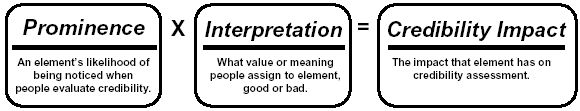 Prominence X Interpretation = Credibility Impact
An element's likelihood of
being noticed when
people evaluate credibility.
What value or meaning
people assign to element,
good or bad.
The impact that element has on
credibility assessment.